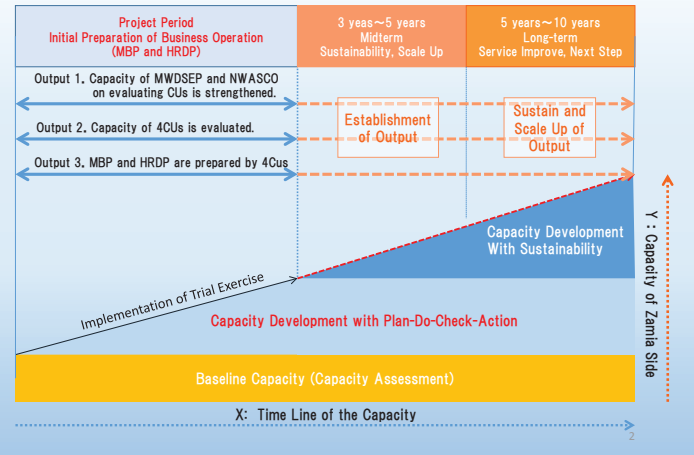 Project Period
Initial Preparation of Business Operation
(MBP and HRDP)
3 yeas～5 years
Midterm
Sustainability, Scale Up
5 years～10 years
Long-term
Service Improve, Next Step
Output 1. Capacity of MWDSEP and NWASCO
on evaluating CUs is strengthened.
Output 2. Capacity of 4CUs is evaluated.
Output 3. MBP and HRDP are prepared by 4Cus
Establishment
of Output
Sustain and
Scale Up of
Output
Capacity Development
With Sustainability
Implementation of Trial Exercise
Capacity Development with Plan-Do-Check-Action
Baseline Capacity (Capacity Assessment)
Y：Capacity of Zamia Side
X: Time Line of the Capacity
2